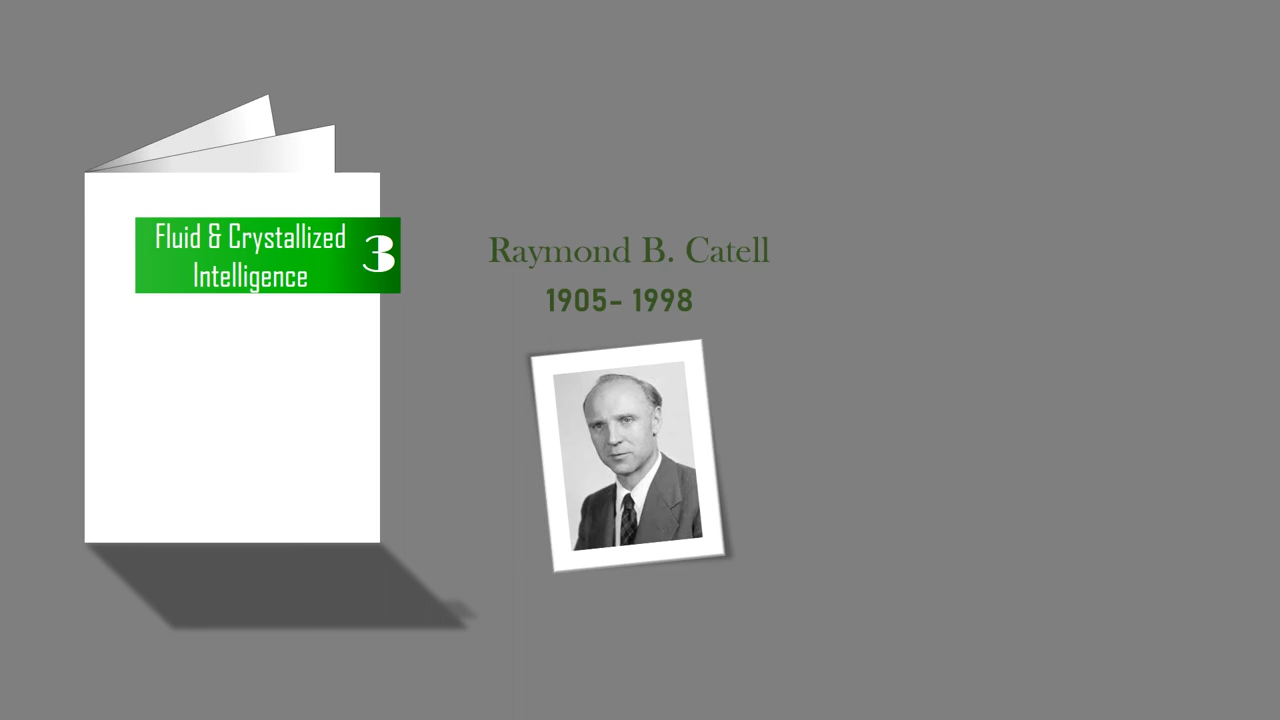 Fluid & Crystallized
Intelligence
3
Raymond B. Catell
1905- 1998